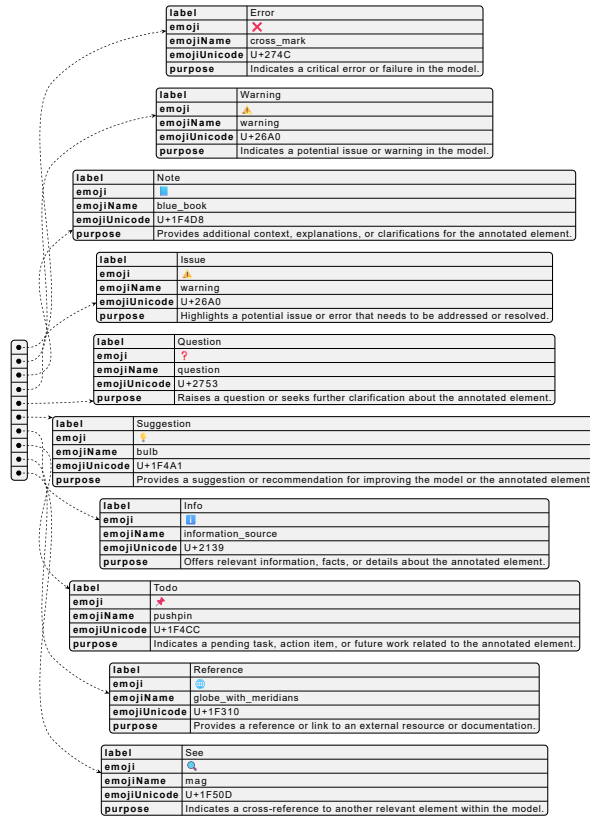 label Error
emoji ❌
emojiName cross_mark
emojiUnicode U+274C
purpose Indicates a critical error or failure in the model.
label Warning
emoji ⚠
emojiName warning
emojiUnicode U+26A0
purpose Indicates a potential issue or warning in the model.
label Note
emoji 📘
emojiName blue_book
emojiUnicode U+1F4D8
purpose Provides additional context, explanations, or clarifications for the annotated element.
label Issue
emoji ⚠
emojiName warning
emojiUnicode U+26A0
purpose Highlights a potential issue or error that needs to be addressed or resolved.
label Question
emoji ❓
emojiName question
emojiUnicode U+2753
purpose Raises a question or seeks further clarification about the annotated element.
label Suggestion
emoji 💡
emojiName bulb
emojiUnicode U+1F4A1
purpose Provides a suggestion or recommendation for improving the model or the annotated element
label Info
emoji ℹ
emojiName information_source
emojiUnicode U+2139
purpose Offers relevant information, facts, or details about the annotated element.
label Todo
emoji 📌
emojiName pushpin
emojiUnicode U+1F4CC
purpose Indicates a pending task, action item, or future work related to the annotated element.
label Reference
emoji 🌐
emojiName globe_with_meridians
emojiUnicode U+1F310
purpose Provides a reference or link to an external resource or documentation.
label See
emoji 🔍
emojiName mag
emojiUnicode U+1F50D
purpose Indicates a cross-reference to another relevant element within the model.